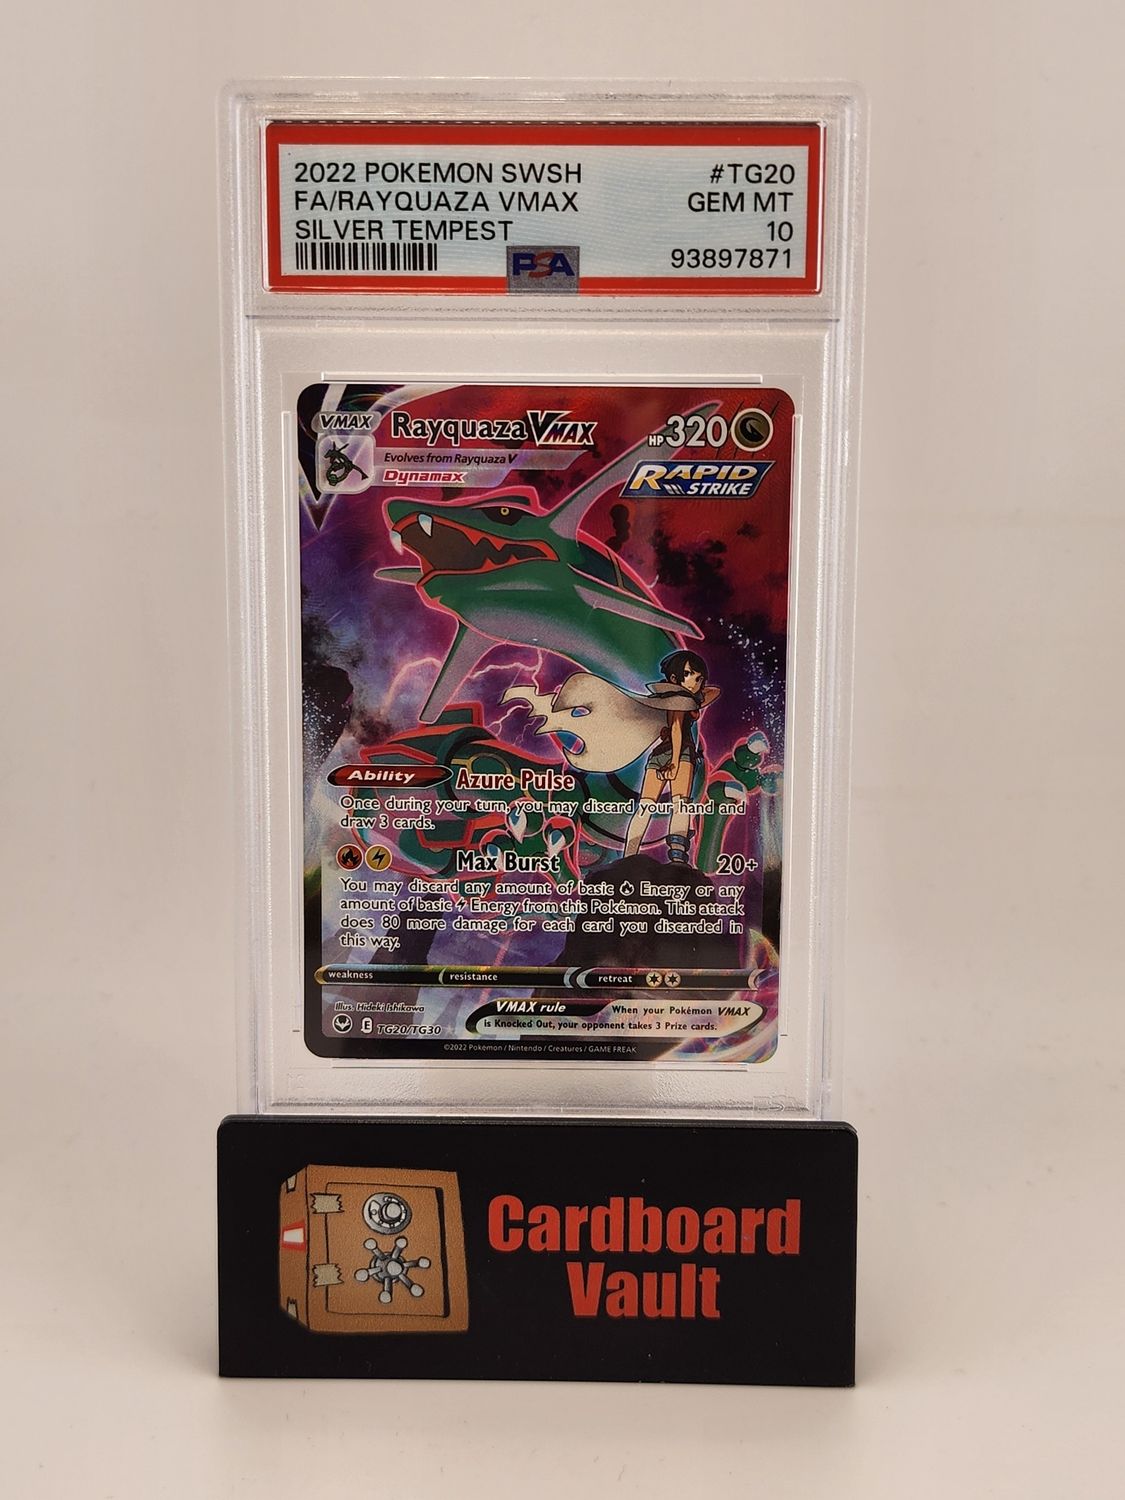 2022 POKEMON SWSH #TG20
FA/RAYQUAZA VMAX GEM MT
SILVER TEMPEST 10
PSA 93897871
VMAX Rayquaza VMAX HP 320
Evolves from Rayquaza V
Dynamax
RAPID
STRIKE
Ability Azure Pulse
Once during your turn, you may discard your hand and
draw 3 cards.
Max Burst 20+
You may discard any amount of basic Energy or any
amount of basic Energy from this Pokémon. This attack
does 80 more damage for each card you discarded in
this way.
weakness resistance retreat
Illus. Hideki Ishikawa
VMAX rule When your Pokémon VMAX
is Knocked Out, your opponent takes 3 Prize cards.
E TG20/TG30
©2022 Pokémon / Nintendo / Creatures / GAME FREAK
PSA
Cardboard
Vault